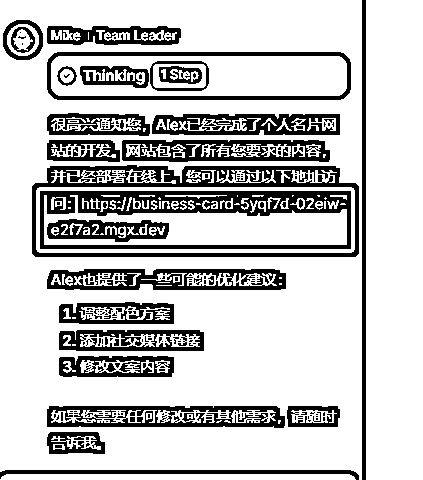 Mike | Team Leader
Thinking 1 Step
很高兴通知您，Alex已经完成了个人名片网
站的开发。网站包含了所有您要求的内容，
并已经部署在线上。您可以通过以下地址访
问：https://business-card-5yqf7d-02eiw-
e2f7a2.mgx.dev
Alex也提供了一些可能的优化建议：
1. 调整配色方案
2. 添加社交媒体链接
3. 修改文案内容
如果您需要任何修改或有其他需求，请随时
告诉我。